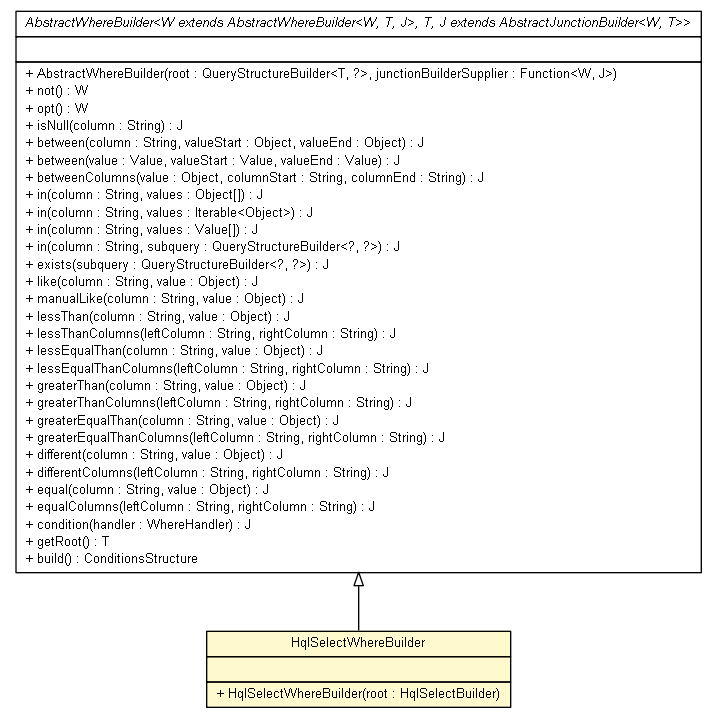 AbstractWhereBuilder<W extends AbstractWhereBuilder<W, T, J>, T, J extends AbstractJunctionBuilder<W, T>>
+ AbstractWhereBuilder(root : QueryStructureBuilder<T, ?>, junctionBuilderSupplier : Function<W, J>)
+ not() : W
+ opt() : W
+ isNull(column : String) : J
+ between(column : String, valueStart : Object, valueEnd : Object) : J
+ between(value : Value, valueStart : Value, valueEnd : Value) : J
+ betweenColumns(value : Object, columnStart : String, columnEnd : String) : J
+ in(column : String, values : Object[]) : J
+ in(column : String, values : Iterable<Object>) : J
+ in(column : String, values : Value[]) : J
+ in(column : String, subquery : QueryStructureBuilder<?, ?>) : J
+ exists(subquery : QueryStructureBuilder<?, ?>) : J
+ like(column : String, value : Object) : J
+ manualLike(column : String, value : Object) : J
+ lessThan(column : String, value : Object) : J
+ lessThanColumns(leftColumn : String, rightColumn : String) : J
+ lessEqualThan(column : String, value : Object) : J
+ lessEqualThanColumns(leftColumn : String, rightColumn : String) : J
+ greaterThan(column : String, value : Object) : J
+ greaterThanColumns(leftColumn : String, rightColumn : String) : J
+ greaterEqualThan(column : String, value : Object) : J
+ greaterEqualThanColumns(leftColumn : String, rightColumn : String) : J
+ different(column : String, value : Object) : J
+ differentColumns(leftColumn : String, rightColumn : String) : J
+ equal(column : String, value : Object) : J
+ equalColumns(leftColumn : String, rightColumn : String) : J
+ condition(handler : WhereHandler) : J
+ getRoot() : T
+ build() : ConditionsStructure
HqlSelectWhereBuilder
+ HqlSelectWhereBuilder(root : HqlSelectBuilder)